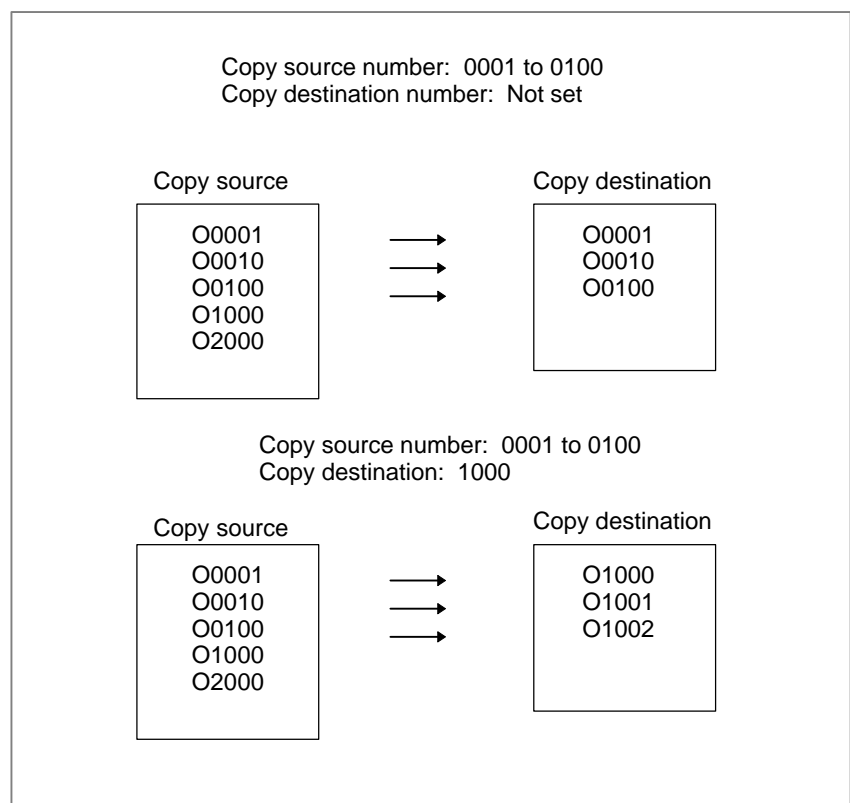 Copy source number: 0001 to 0100
Copy destination number: Not set
Copy source
Copy destination
O0001
O0010
O0100
O1000
O2000
O0001
O0010
O0100
Copy source number: 0001 to 0100
Copy destination: 1000
Copy source
Copy destination
O0001
O0010
O0100
O1000
O2000
O1000
O1001
O1002